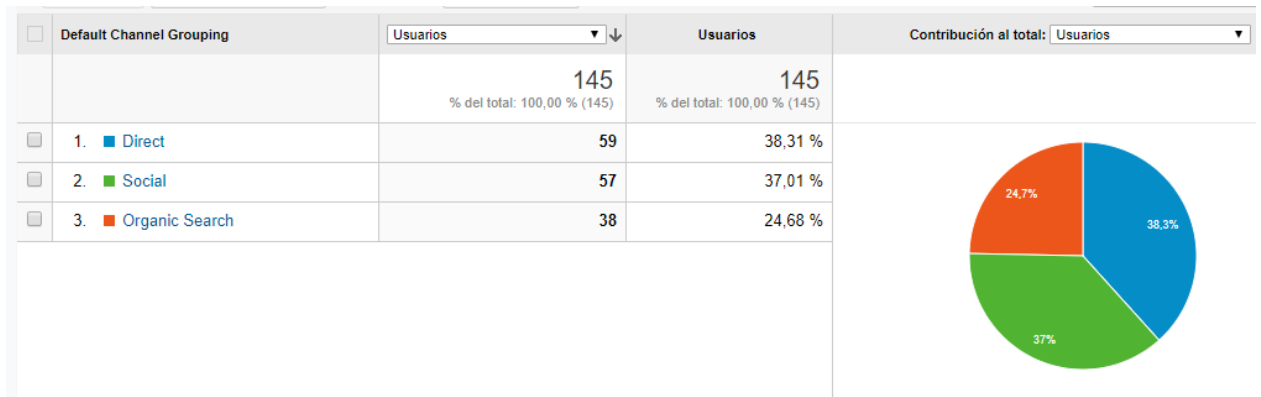 Default Channel Grouping
Usuarios
Usuarios
Contribución al total: Usuarios
145
% del total: 100,00 % (145)
145
% del total: 100,00 % (145)
1. Direct 59 38,31 %
2. Social 57 37,01 %
3. Organic Search 38 24,68 %
24,7%
38,3%
37%